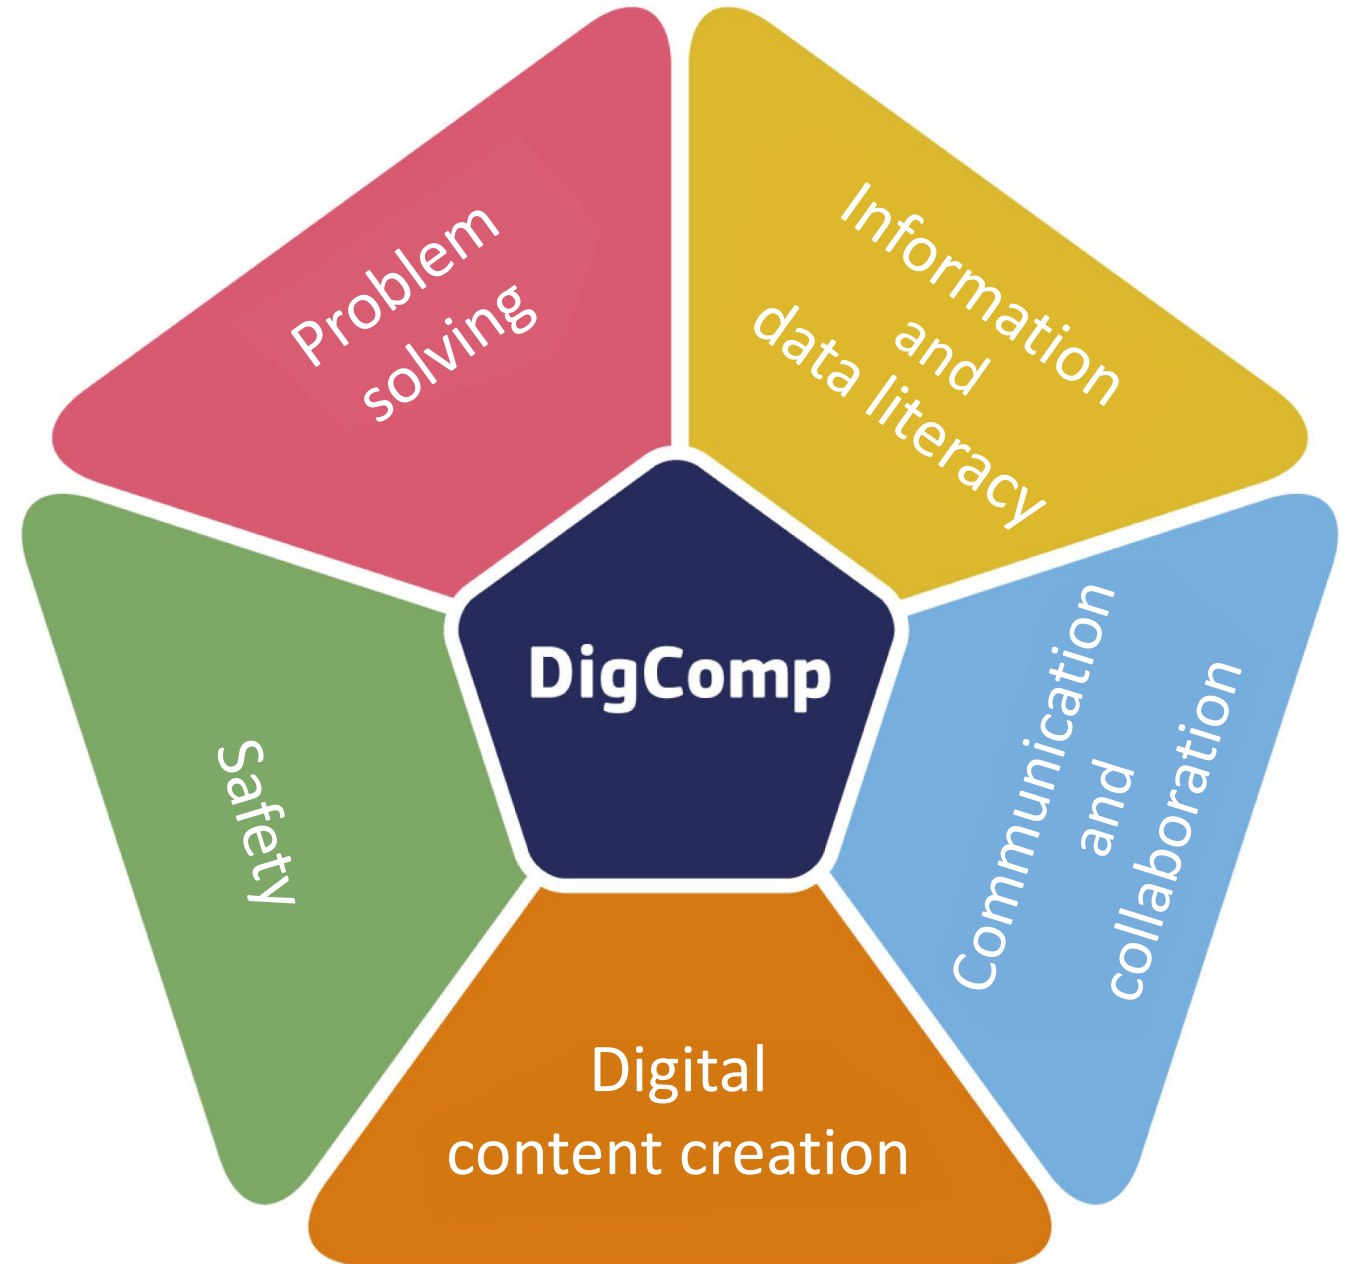 Problem
solving
Information
and
data literacy
DigComp
Safety
Communication
and
collaboration
Digital
content creation